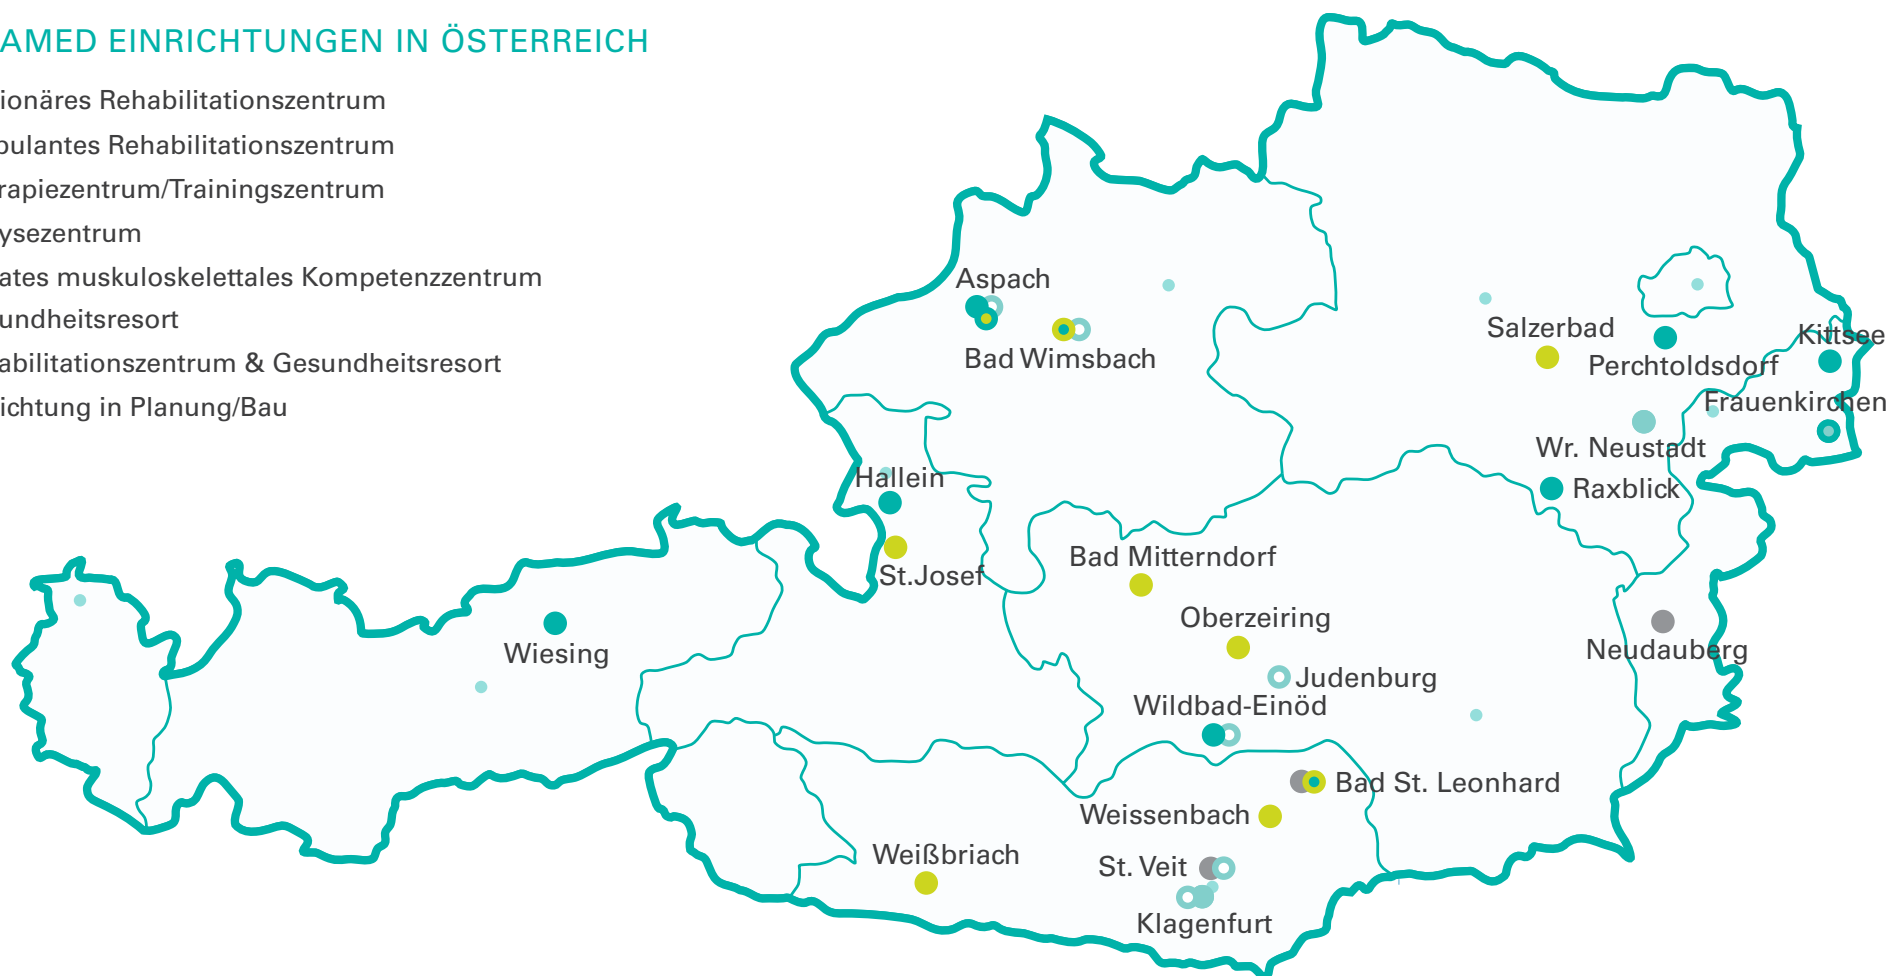 AMED EINRICHTUNGEN IN ÖSTERREICH
ionäres Rehabilitationszentrum
bulantes Rehabilitationszentrum
rapiezentrum/Trainingszentrum
ysezentrum
ates muskuloskelettales Kompetenzzentrum
undheitsresort
abilitationszentrum & Gesundheitsresort
ichtung in Planung/Bau
Aspach
Bad Wimsbach
Salzerbad
Perchtoldsdorf
Kittsee
Frauenkirchen
Wr. Neustadt
Raxblick
Hallein
St.Josef
Bad Mitterndorf
Oberzeiring
Judenburg
Wildbad-Einöd
Wiesing
Neudauberg
Bad St. Leonhard
Weissenbach
Weißbriach
St. Veit
Klagenfurt